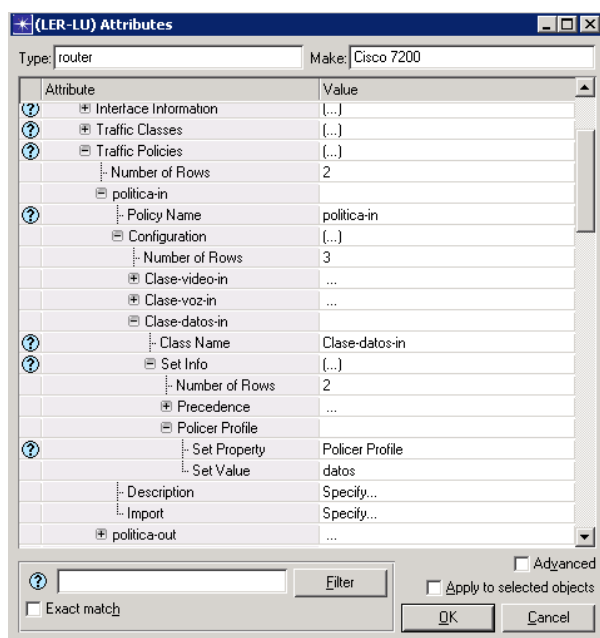 (LER-LU) Attributes
Type: router Make: Cisco 7200
Attribute Value
Interface Information (...)
Traffic Classes (...)
Traffic Policies (...)
Number of Rows 2
politica-in
Policy Name politica-in
Configuration (...)
Number of Rows 3
Clase-video-in ...
Clase-voz-in ...
Clase-datos-in
Class Name Clase-datos-in
Set Info (...)
Number of Rows 2
Precedence ...
Policer Profile
Set Property Policer Profile
Set Value datos
Description Specify...
Import Specify...
politica-out ...
Advanced
Filter
Apply to selected objects
Exact match
OK Cancel